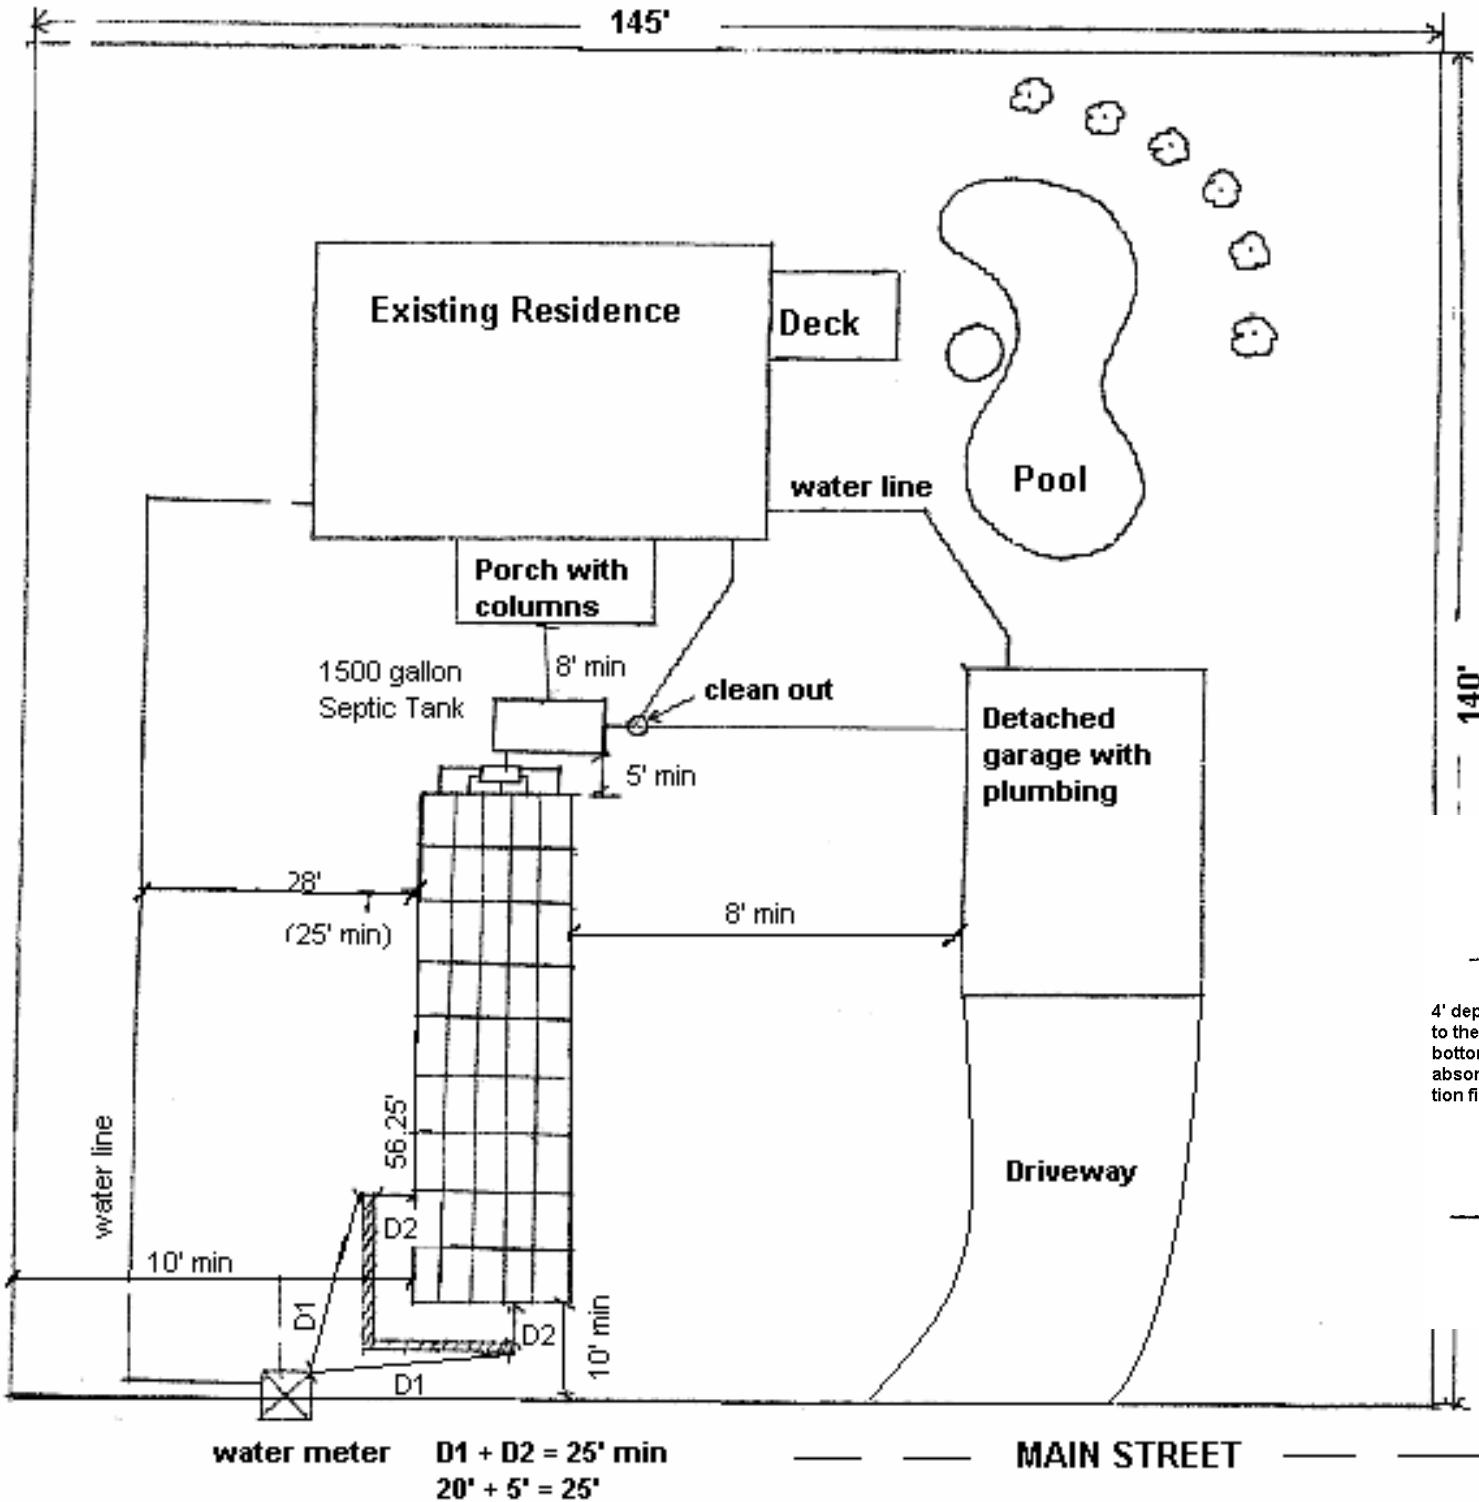 145'
Existing Residence
Deck
water line
Pool
Porch with
columns
1500 gallon
Septic Tank
8' min
clean out
140'
Detached
garage with
plumbing
5' min
28'
(25' min)
8' min
4' dep
to the
bottor
absor
tion fi
56.25'
water line
Driveway
D2
10' min
D1
D2
10' min
D1
water meter
D1 + D2 = 25' min
20' + 5' = 25'
MAIN STREET